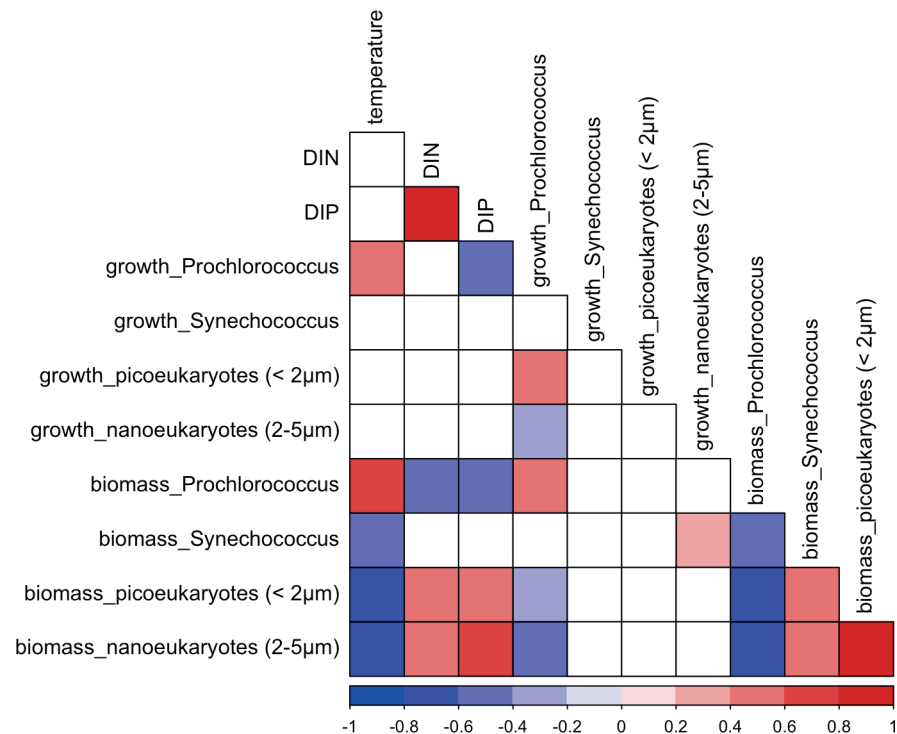 temperature
DIN
DIP
growth_Prochlorococcus
growth_Synechococcus
growth_picoeukaryotes (< 2µm)
growth_nanoeukaryotes (2-5µm)
biomass_Prochlorococcus
biomass_Synechococcus
biomass_picoeukaryotes (< 2µm)
DIN
DIP
growth_Prochlorococcus
growth_Synechococcus
growth_picoeukaryotes (< 2µm)
growth_nanoeukaryotes (2-5µm)
biomass_Prochlorococcus
biomass_Synechococcus
biomass_picoeukaryotes (< 2µm)
biomass_nanoeukaryotes (2-5µm)
-1 -0.8 -0.6 -0.4 -0.2 0 0.2 0.4 0.6 0.8 1